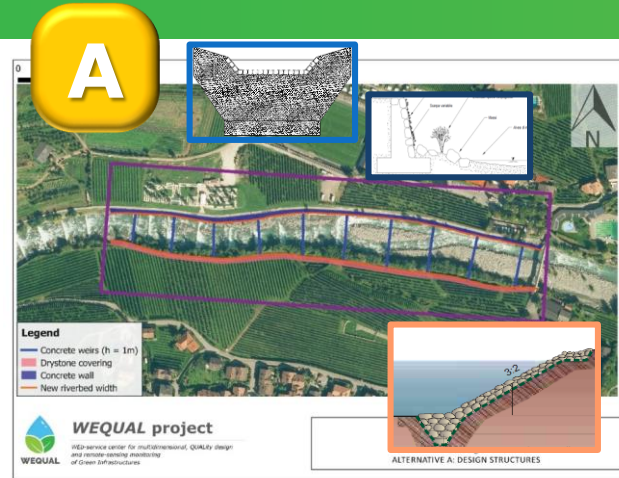 A
0
3:2
N
Legend
Concrete weirs (h = 1m)
Drystone covering
Concrete wall
New riverbed width
WEQUAL project
WEb-service center for multidimensional, QUALity design
and remote-sensing monitoring
of Green Infrastructures
WEQUAL
ALTERNATIVE A: DESIGN STRUCTURES